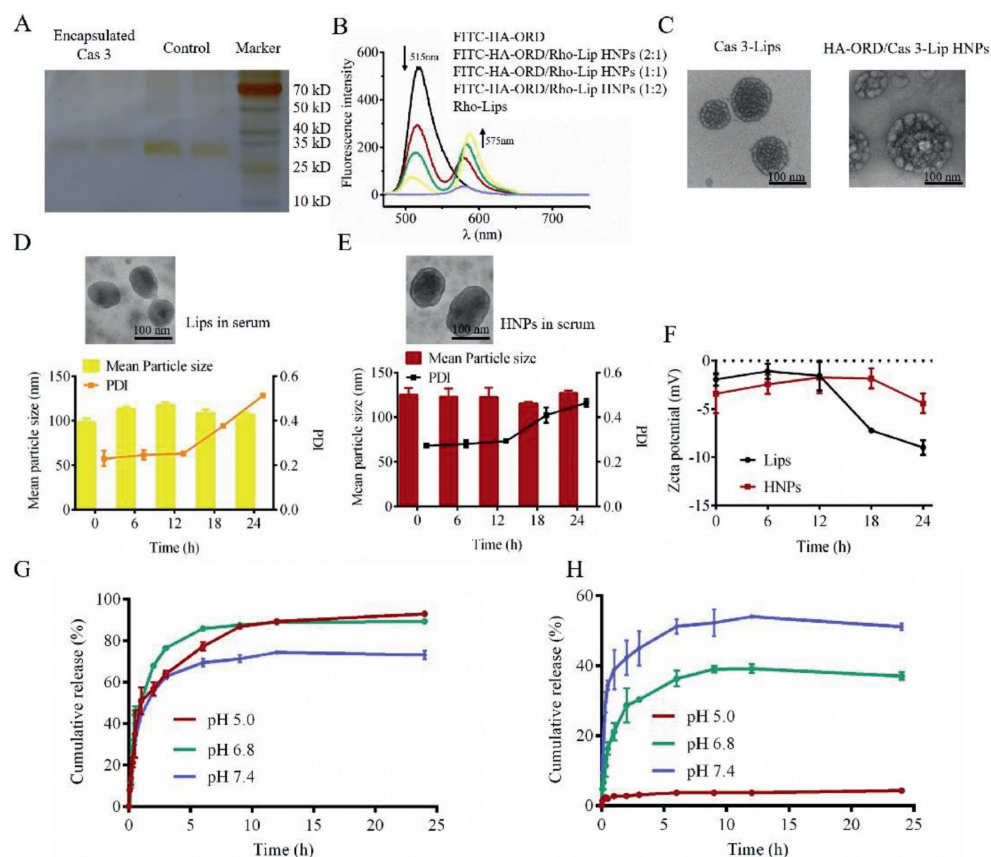 A
Encapsulated
Cas 3
Control
Marker
70 kD
50 kD
40 kD
35 kD
25 kD
10 kD
B
600
400
200
0
Fluorescence intensity
515nm
575nm
FITC-HA-ORD
FITC-HA-ORD/Rho-Lip HNPs (2:1)
FITC-HA-ORD/Rho-Lip HNPs (1:1)
FITC-HA-ORD/Rho-Lip HNPs (1:2)
Rho-Lips
500
600
700
λ (nm)
C
Cas 3-Lips
HA-ORD/Cas 3-Lip HNPs
100 nm
100 nm
D
100 nm
Lips in serum
Mean Particle size
PDI
150
100
50
0
Mean particle size (nm)
0.6
0.4
0.2
0.0
PDI
0
6
12
18
24
Time (h)
E
100 nm
HNPs in serum
Mean Particle size
PDI
150
100
50
0
Mean particle size (nm)
0.6
0.4
0.2
0.0
PDI
0
6
12
18
24
Time (h)
F
0
-5
-10
-15
Zeta potential (mV)
Lips
HNPs
0
6
12
18
24
Time (h)
G
100
80
60
40
20
0
Cumulative release (%)
pH 5.0
pH 6.8
pH 7.4
0
5
10
15
20
25
Time (h)
H
60
40
20
0
Cumulative release (%)
pH 5.0
pH 6.8
pH 7.4
0
5
10
15
20
25
Time (h)